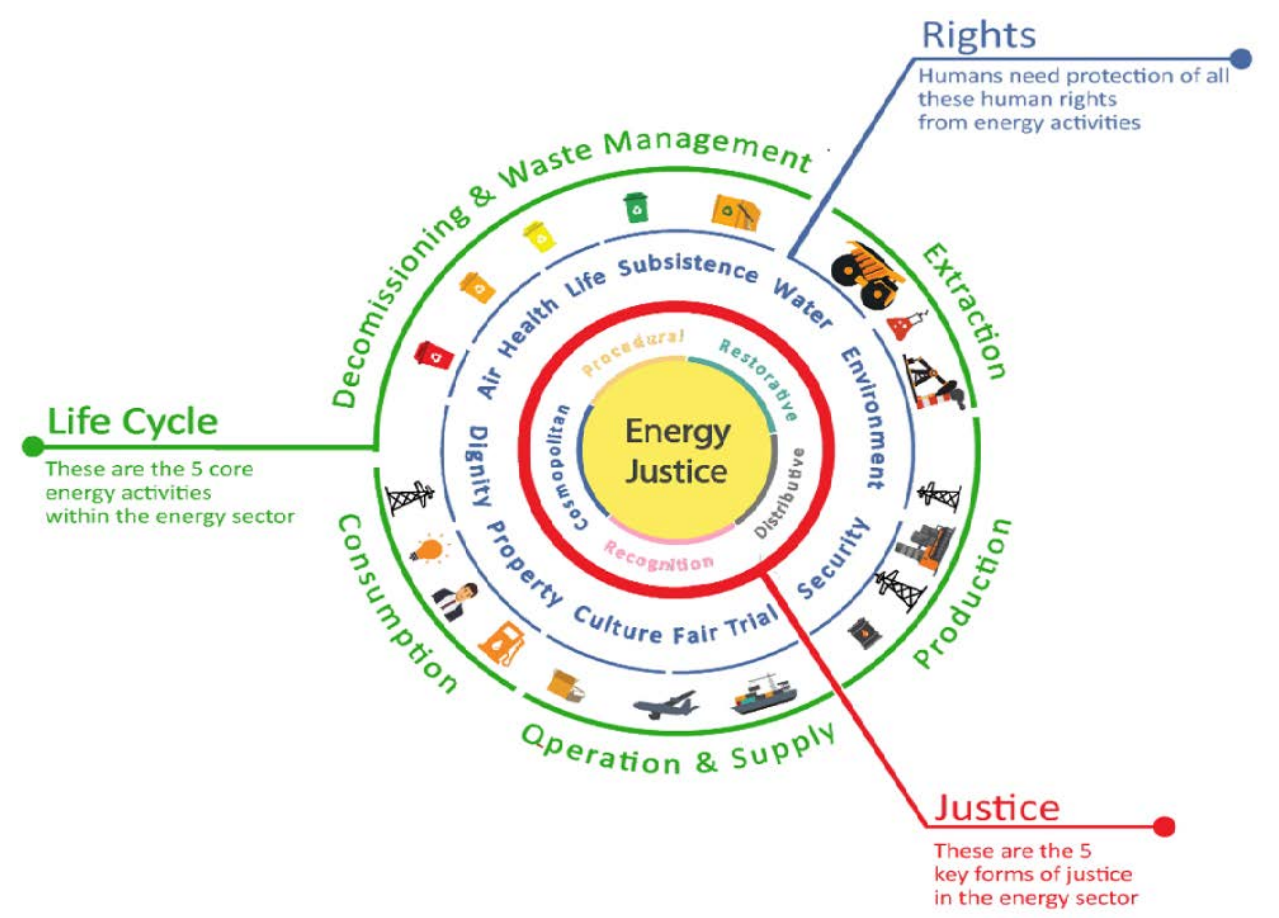 Rights
Humans need protection of all
these human rights
from energy activities
Decomissioning & Waste Management
Extraction
Production
Operation & Supply
Consumption
Life Cycle
These are the 5 core
energy activities
within the energy sector
Subsistence
Water
Environment
Security
Fair Trial
Culture
Property
Dignity
Air
Health
Life
Procedural
Restorative
Distributive
Recognition
Cosmopolitan
Energy
Justice
Justice
These are the 5
key forms of justice
in the energy sector